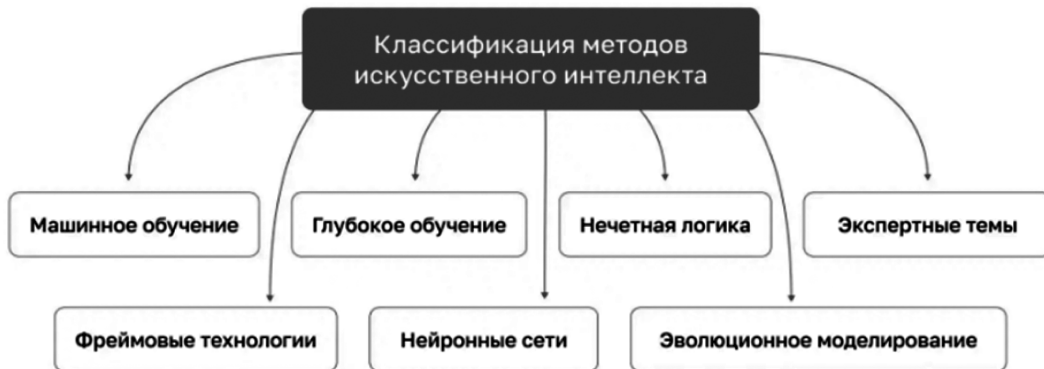 Классификация методов
искусственного интеллекта
Машинное обучение
Глубокое обучение
Нечетная логика
Экспертные темы
Фреймовые технологии
Нейронные сети
Эволюционное моделирование